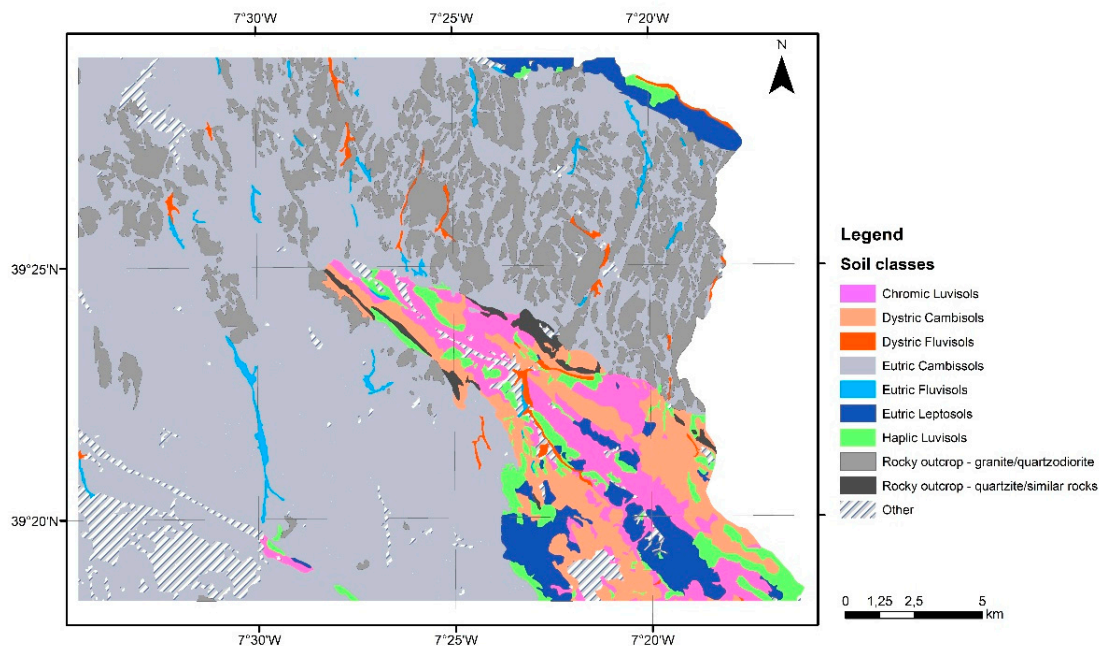 7°30'W
7°25'W
7°20'W
N
39°25'N
39°20'N
7°30'W
7°25'W
7°20'W
Legend
Soil classes
Chromic Luvisols
Dystric Cambisols
Dystric Fluvisols
Eutric Cambissols
Eutric Fluvisols
Eutric Leptosols
Haplic Luvisols
Rocky outcrop - granite/quartzodiorite
Rocky outcrop - quartzite/similar rocks
Other
0 1,25 2,5 5
km